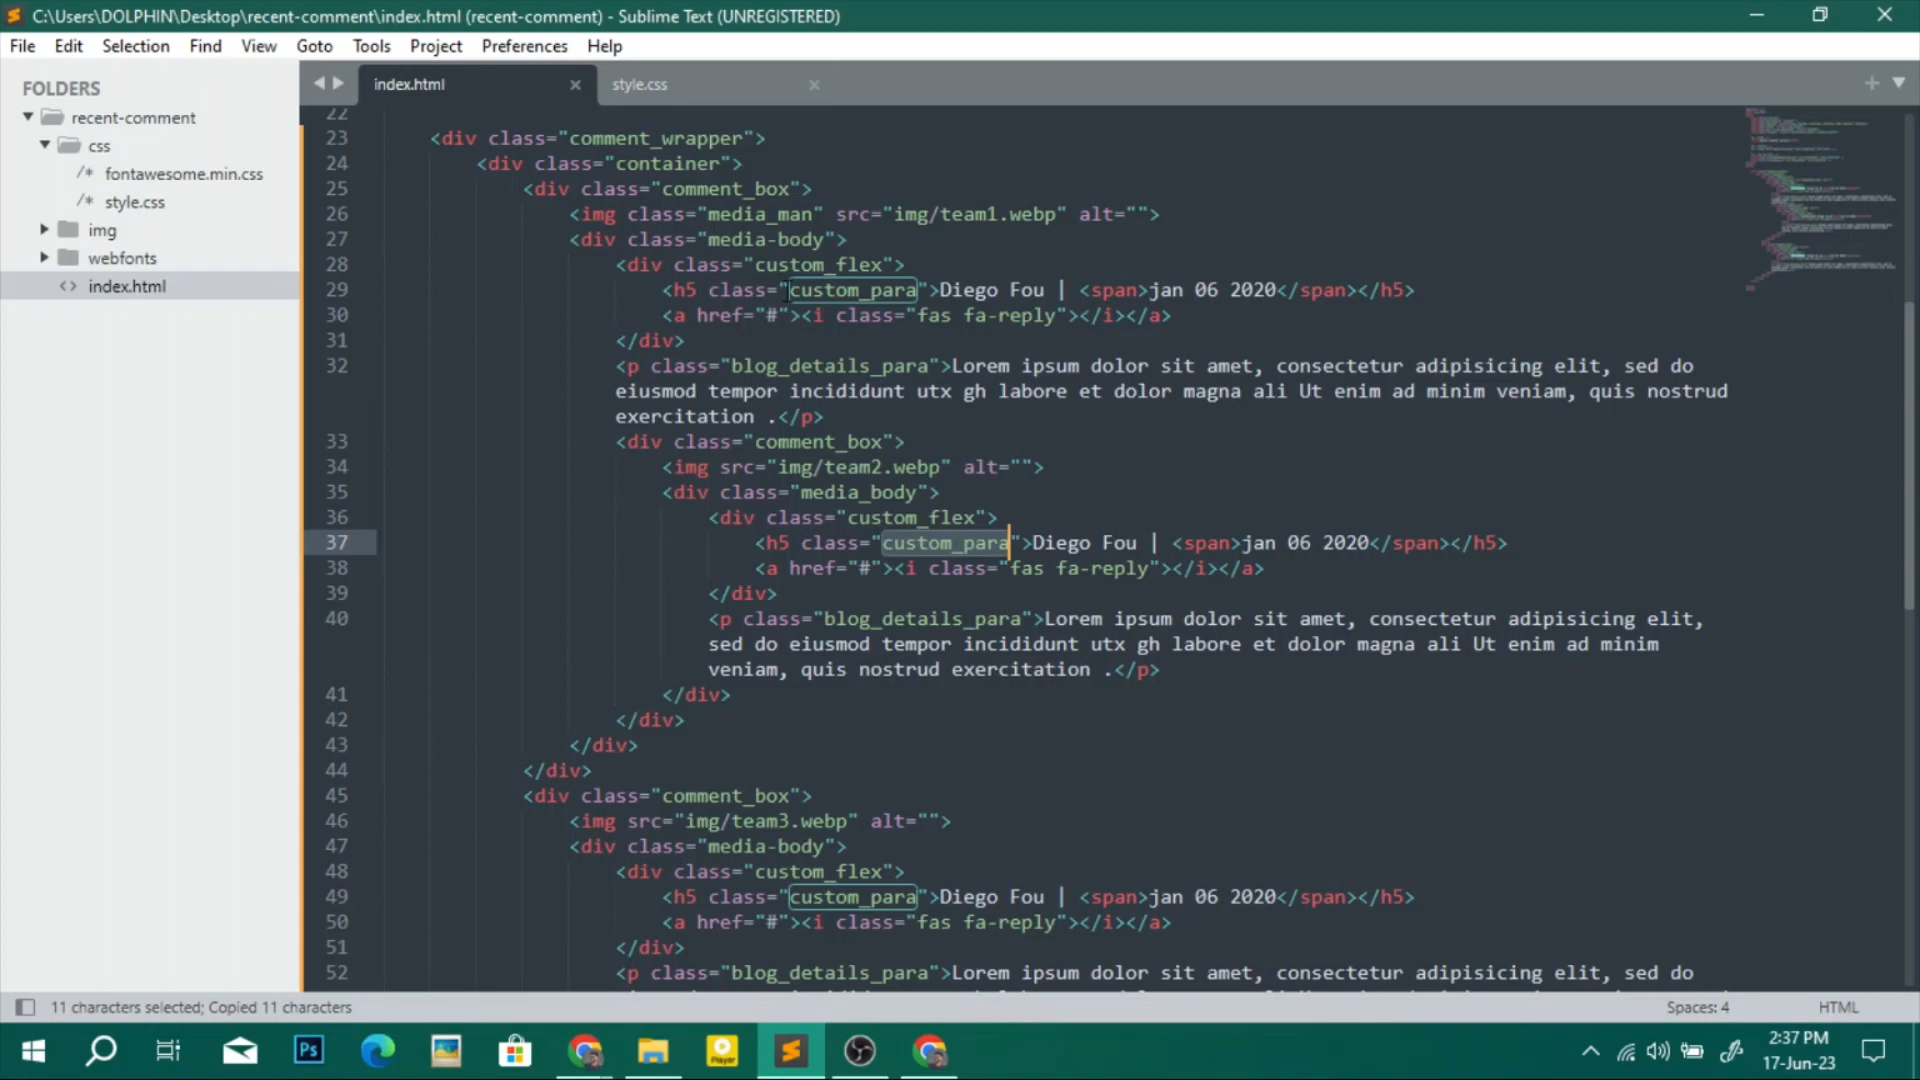 C:\Users\DOLPHIN\Desktop\recent-comment\index.html (recent-comment) - Sublime Text (UNREGISTERED)
File Edit Selection Find View Goto Tools Project Preferences Help
FOLDERS
recent-comment
css
/* fontawesome.min.css
/* style.css
img
webfonts
<> index.html
index.html × style.css ×
22
23 <div class="comment_wrapper">
24 <div class="container">
25 <div class="comment_box">
26 <img class="media_man" src="img/team1.webp" alt="">
27 <div class="media-body">
28 <div class="custom_flex">
29 <h5 class="custom_para">Diego Fou | <span>jan 06 2020</span></h5>
30 <a href="#"><i class="fas fa-reply"></i></a>
31 </div>
32 <p class="blog_details_para">Lorem ipsum dolor sit amet, consectetur adipisicing elit, sed do
eiusmod tempor incididunt utx gh labore et dolor magna ali Ut enim ad minim veniam, quis nostrud
exercitation .</p>
33 <div class="comment_box">
34 <img src="img/team2.webp" alt="">
35 <div class="media_body">
36 <div class="custom_flex">
37 <h5 class="custom_para">Diego Fou | <span>jan 06 2020</span></h5>
38 <a href="#"><i class="fas fa-reply"></i></a>
39 </div>
40 <p class="blog_details_para">Lorem ipsum dolor sit amet, consectetur adipisicing elit,
sed do eiusmod tempor incididunt utx gh labore et dolor magna ali Ut enim ad minim
veniam, quis nostrud exercitation .</p>
41 </div>
42 </div>
43 </div>
44 </div>
45 <div class="comment_box">
46 <img src="img/team3.webp" alt="">
47 <div class="media-body">
48 <div class="custom_flex">
49 <h5 class="custom_para">Diego Fou | <span>jan 06 2020</span></h5>
50 <a href="#"><i class="fas fa-reply"></i></a>
51 </div>
52 <p class="blog_details_para">Lorem ipsum dolor sit amet, consectetur adipisicing elit, sed do
11 characters selected; Copied 11 characters Spaces: 4 HTML
Ps
Player
2:37 PM
17-Jun-23